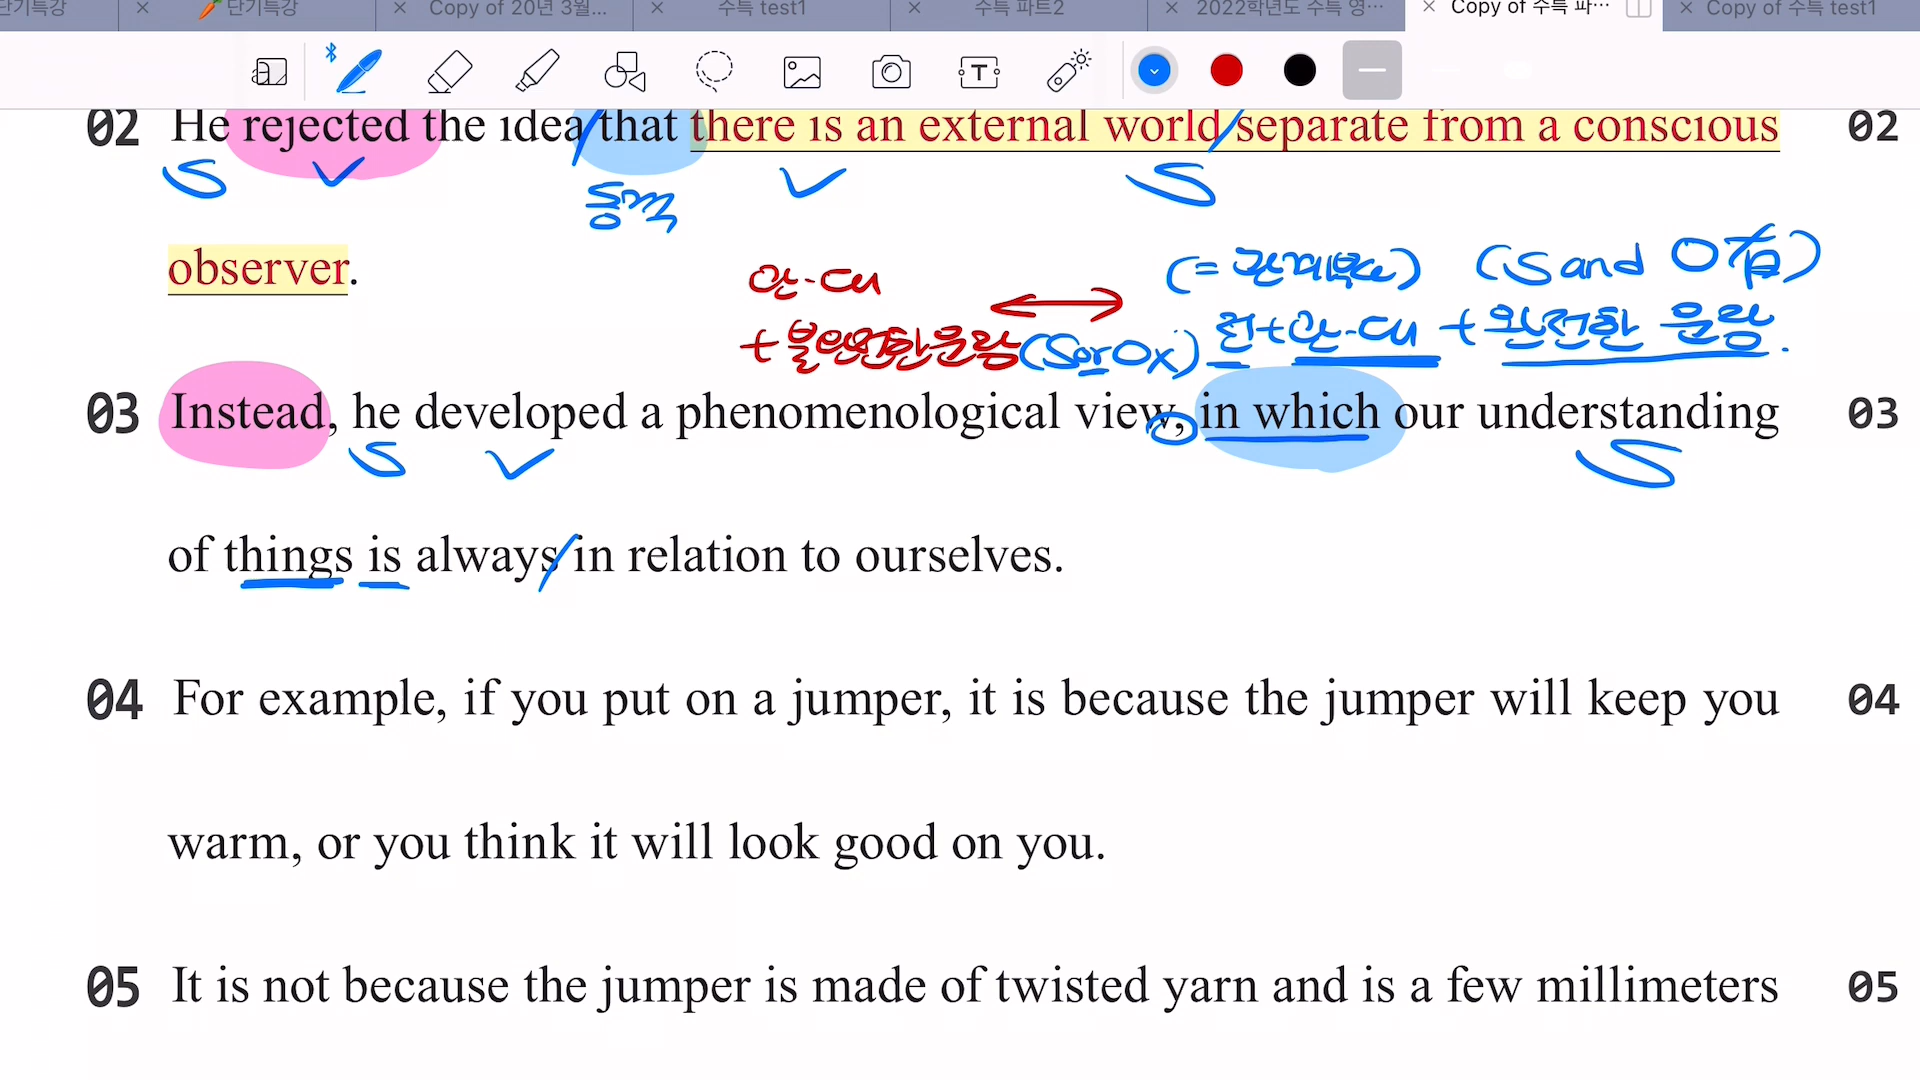 단기특강
단기특강
Copy of 20년 3월...
수특 test1
수특 파트2
2022학년도 수특 영...
Copy of 수특 파...
Copy of 수특 test1
02 He rejected the idea that there is an external world separate from a conscious 02
S V 동격 V S
observer.
관·대 (=관계부사) (S and O 有)
+ 불완전한문장 (S or O X) 전+관·대 + 완전한 문장.
03 Instead, he developed a phenomenological view, in which our understanding 03
S V S
of things is always in relation to ourselves.
04 For example, if you put on a jumper, it is because the jumper will keep you 04
warm, or you think it will look good on you.
05 It is not because the jumper is made of twisted yarn and is a few millimeters 05